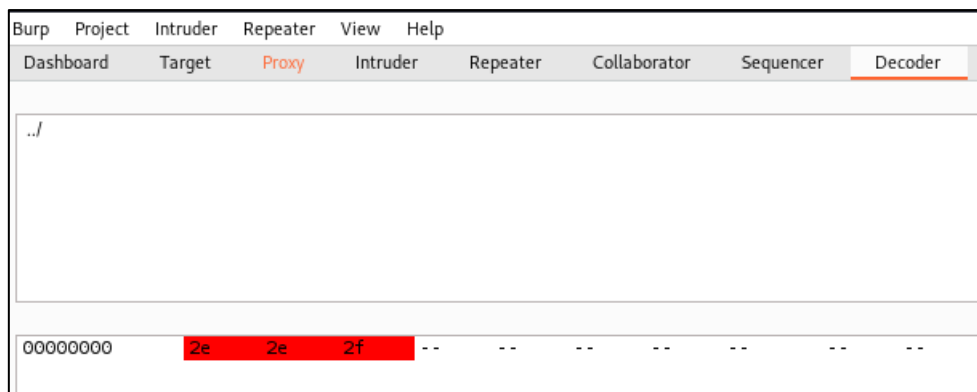 Burp Project Intruder Repeater View Help
Dashboard Target Proxy Intruder Repeater Collaborator Sequencer Decoder
../
00000000 2e 2e 2f -- -- -- -- -- -- --